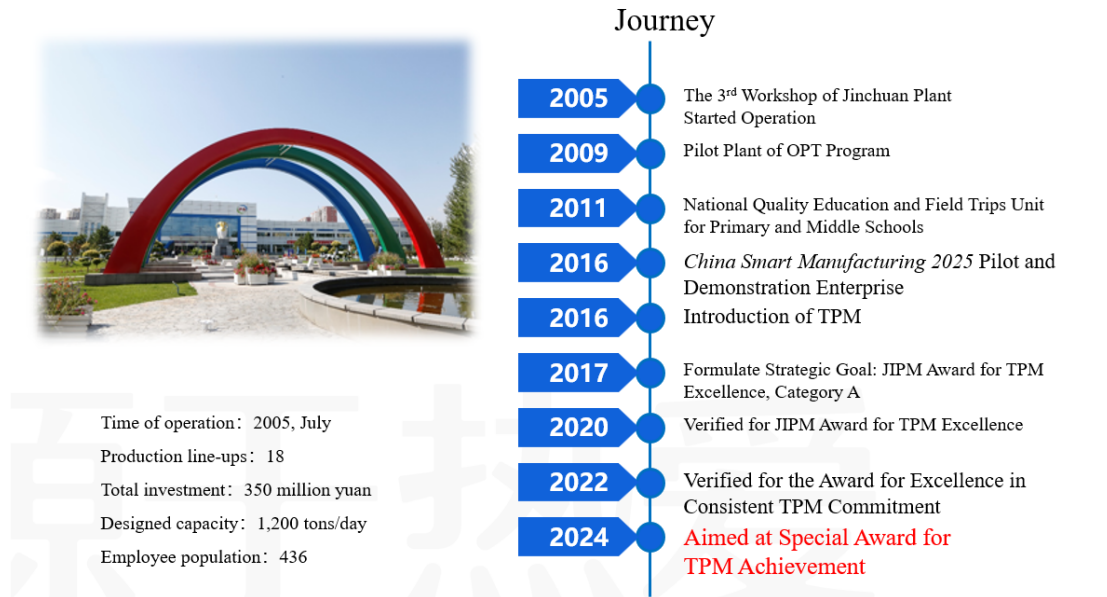 Journey
2005
The 3rd Workshop of Jinchuan Plant
Started Operation
2009
Pilot Plant of OPT Program
2011
National Quality Education and Field Trips Unit
for Primary and Middle Schools
2016
China Smart Manufacturing 2025 Pilot and
Demonstration Enterprise
2016
Introduction of TPM
2017
Formulate Strategic Goal: JIPM Award for TPM
Excellence, Category A
2020
Verified for JIPM Award for TPM Excellence
2022
Verified for the Award for Excellence in
Consistent TPM Commitment
2024
Aimed at Special Award for
TPM Achievement
Time of operation：2005, July
Production line-ups：18
Total investment：350 million yuan
Designed capacity：1,200 tons/day
Employee population：436